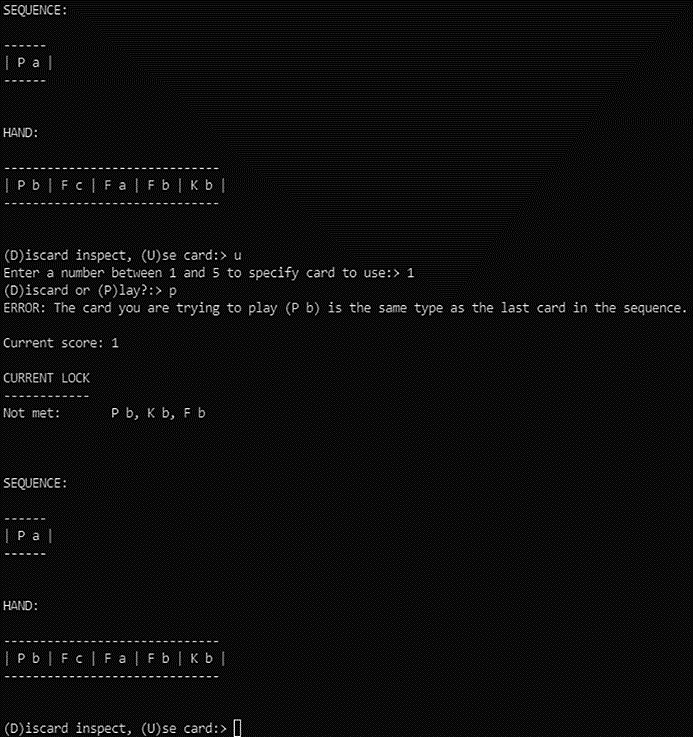 SEQUENCE:
------
| P a |
------
HAND:
------------------------------
| P b | F c | F a | F b | K b |
------------------------------
(D)iscard inspect, (U)se card:> u
Enter a number between 1 and 5 to specify card to use:> 1
(D)iscard or (P)lay?:> p
ERROR: The card you are trying to play (P b) is the same type as the last card in the sequence.
Current score: 1
CURRENT LOCK
------------
Not met:      P b, K b, F b
SEQUENCE:
------
| P a |
------
HAND:
------------------------------
| P b | F c | F a | F b | K b |
------------------------------
(D)iscard inspect, (U)se card:>